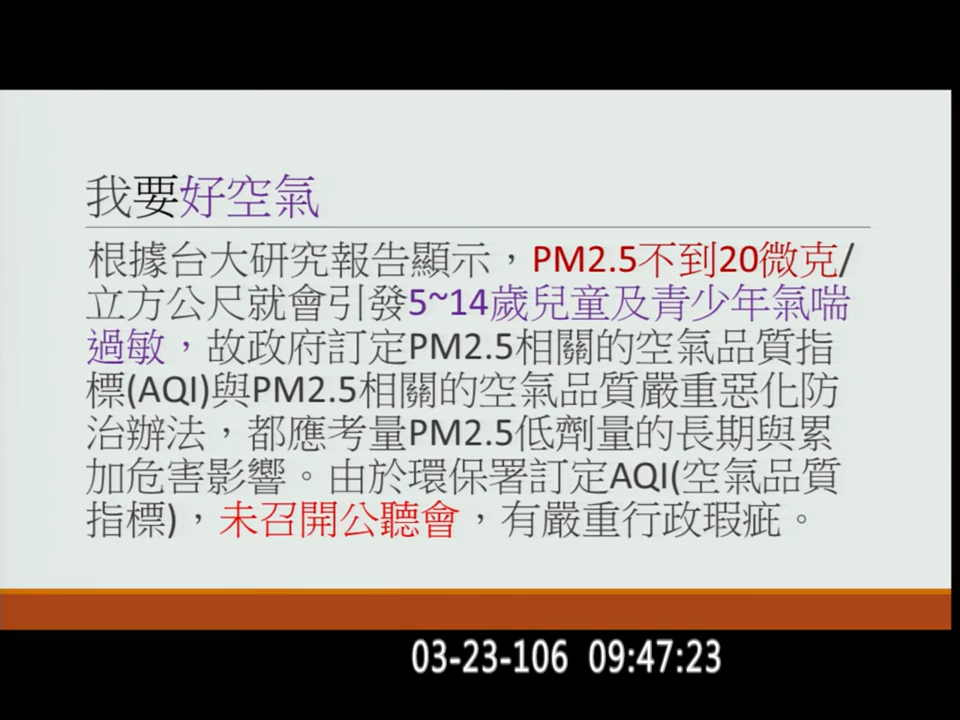 我要好空氣
根據台大研究報告顯示，PM2.5不到20微克/
立方公尺就會引發5~14歲兒童及青少年氣喘
過敏，故政府訂定PM2.5相關的空氣品質指
標(AQI)與PM2.5相關的空氣品質嚴重惡化防
治辦法，都應考量PM2.5低劑量的長期與累
加危害影響。由於環保署訂定AQI(空氣品質
指標)，未召開公聽會，有嚴重行政瑕疵。
03-23-106 09:47:23